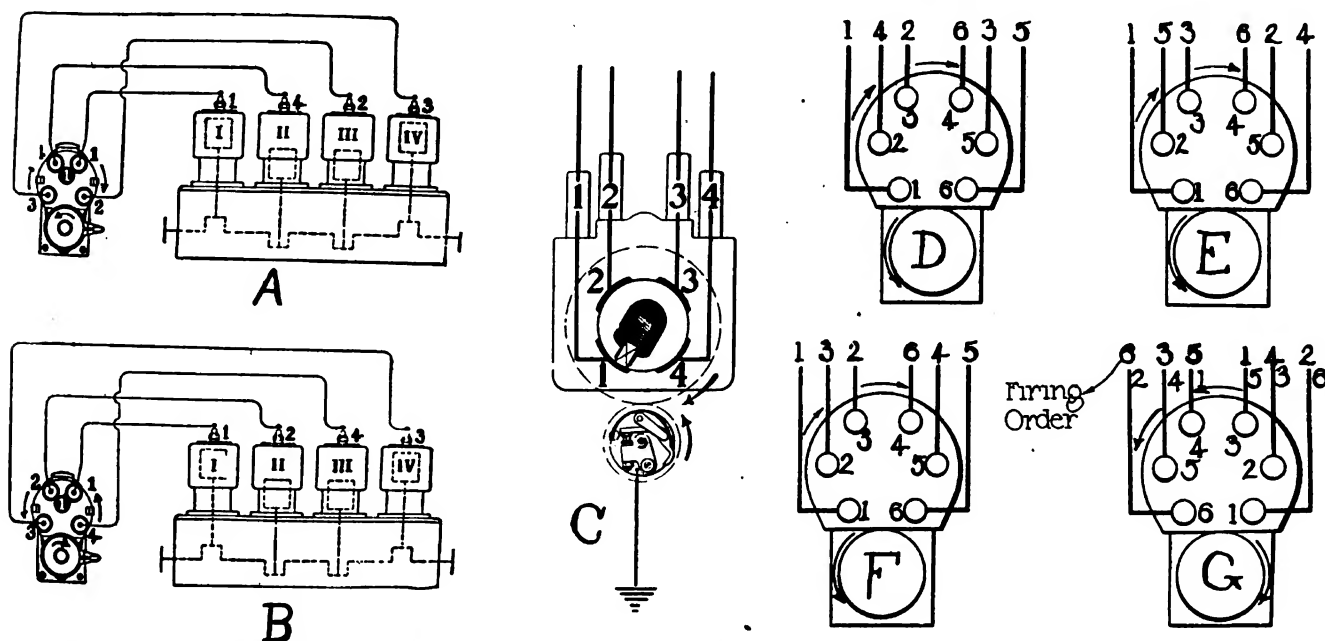 1 4 2 3
I II III IV
1 1
3 2
A
1 2 4 3
I II III IV
2 1
3 4
B
1 2 3 4
2 3
1 4
C
1 4 2 6 3 5
3 4
2 5
1 6
D
1 5 3 6 2 4
3 4
2 5
1 6
E
1 3 2 6 4 5
3 4
2 5
1 6
F
Firing
Order
6 3 5 1 4 2
2 4 1 5 3 6
4 3
5 2
6 1
G